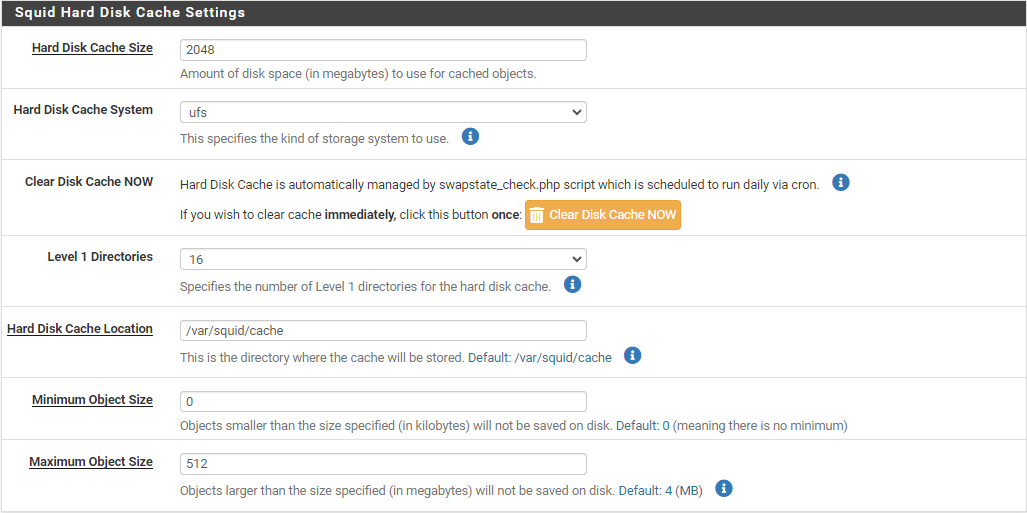 Squid Hard Disk Cache Settings
Hard Disk Cache Size
2048
Amount of disk space (in megabytes) to use for cached objects.
Hard Disk Cache System
ufs
This specifies the kind of storage system to use.
Clear Disk Cache NOW
Hard Disk Cache is automatically managed by swapstate_check.php script which is scheduled to run daily via cron.
If you wish to clear cache immediately, click this button once: Clear Disk Cache NOW
Level 1 Directories
16
Specifies the number of Level 1 directories for the hard disk cache.
Hard Disk Cache Location
/var/squid/cache
This is the directory where the cache will be stored. Default: /var/squid/cache
Minimum Object Size
0
Objects smaller than the size specified (in kilobytes) will not be saved on disk. Default: 0 (meaning there is no minimum)
Maximum Object Size
512
Objects larger than the size specified (in megabytes) will not be saved on disk. Default: 4 (MB)